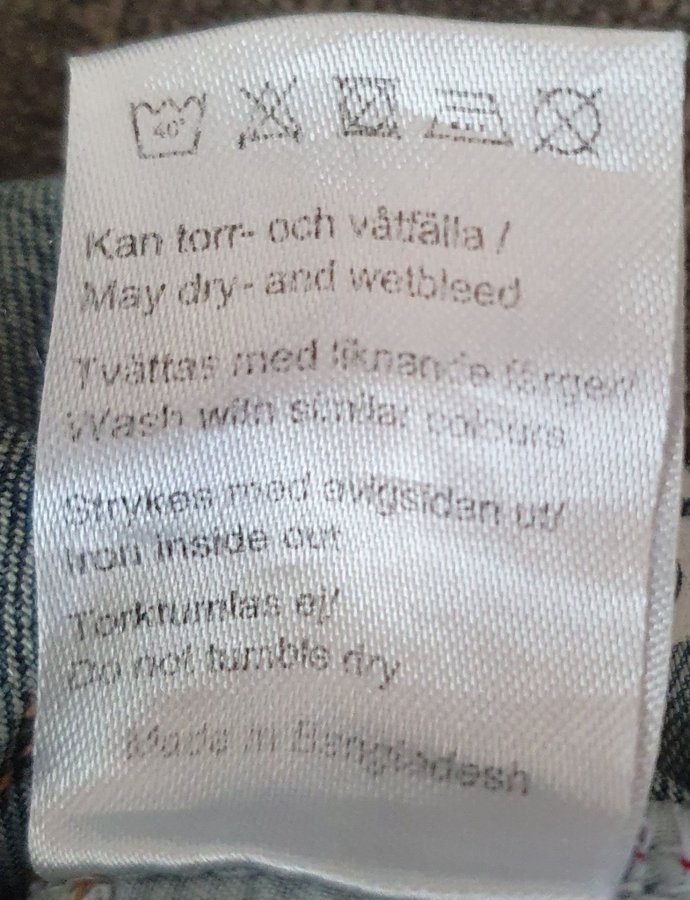 40°
Kan torr- och våtfälla /
May dry- and wetbleed
Tvättas med liknande färger/
Wash with similar colours
Strykes med avigsidan ut/
Iron inside out
Torktumlas ej/
Do not tumble dry
Made in Bangladesh